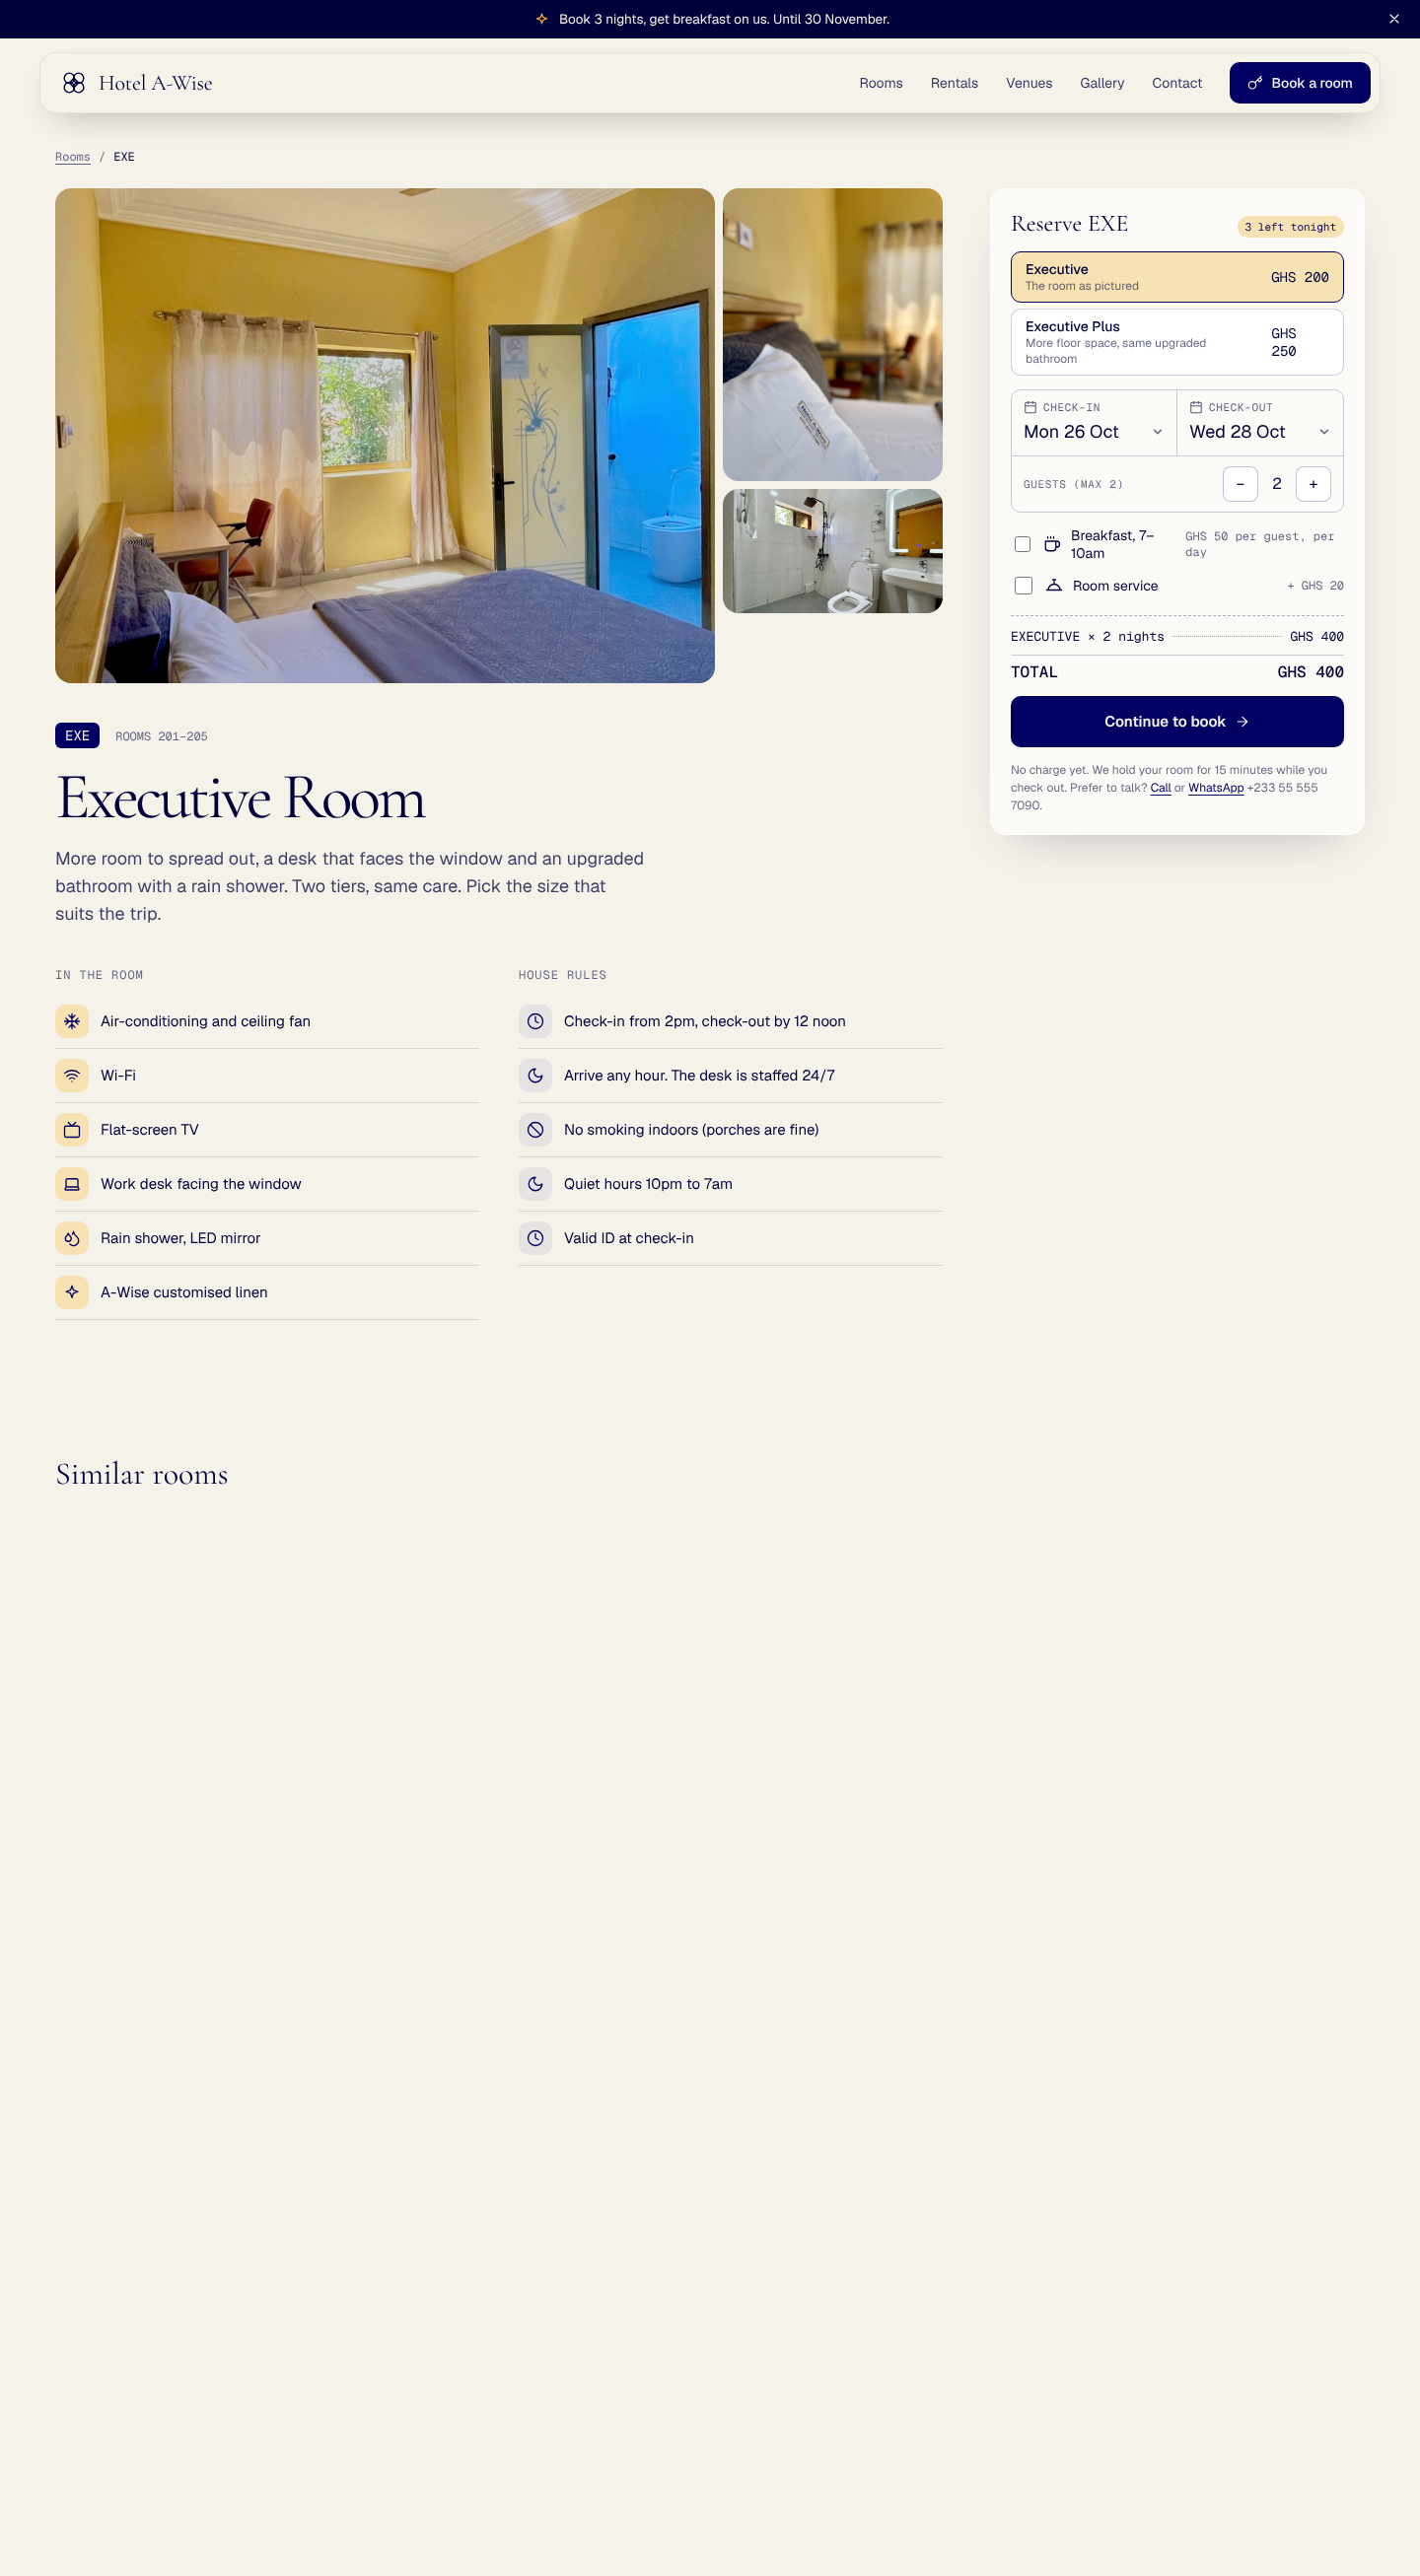 Book 3 nights, get breakfast on us. Until 30 November.
Hotel A-Wise
Rooms
Rentals
Venues
Gallery
Contact
Book a room
Rooms / EXE
Reserve EXE
3 left tonight
Executive
The room as pictured
GHS 200
Executive Plus
More floor space, same upgraded
bathroom
GHS
250
CHECK-IN
Mon 26 Oct
CHECK-OUT
Wed 28 Oct
GUESTS (MAX 2)
− 2 +
Breakfast, 7–
10am
GHS 50 per guest, per
day
Room service
+ GHS 20
EXECUTIVE × 2 nights
GHS 400
TOTAL
GHS 400
Continue to book
No charge yet. We hold your room for 15 minutes while you
check out. Prefer to talk? Call or WhatsApp +233 55 555
7090.
EXE
ROOMS 201–205
Executive Room
More room to spread out, a desk that faces the window and an upgraded
bathroom with a rain shower. Two tiers, same care. Pick the size that
suits the trip.
IN THE ROOM
Air-conditioning and ceiling fan
Wi-Fi
Flat-screen TV
Work desk facing the window
Rain shower, LED mirror
A-Wise customised linen
HOUSE RULES
Check-in from 2pm, check-out by 12 noon
Arrive any hour. The desk is staffed 24/7
No smoking indoors (porches are fine)
Quiet hours 10pm to 7am
Valid ID at check-in
Similar rooms